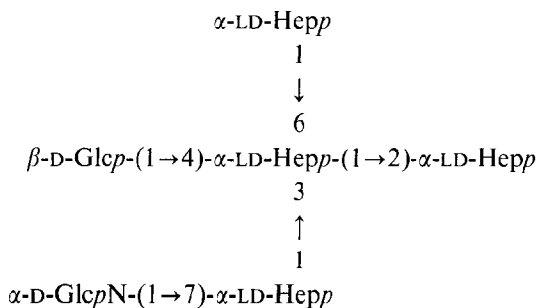 α-LD-Hepp
1
↓
6
β-D-Glcp-(1→4)-α-LD-Hepp-(1→2)-α-LD-Hepp
3
↑
1
α-D-GlcpN-(1→7)-α-LD-Hepp